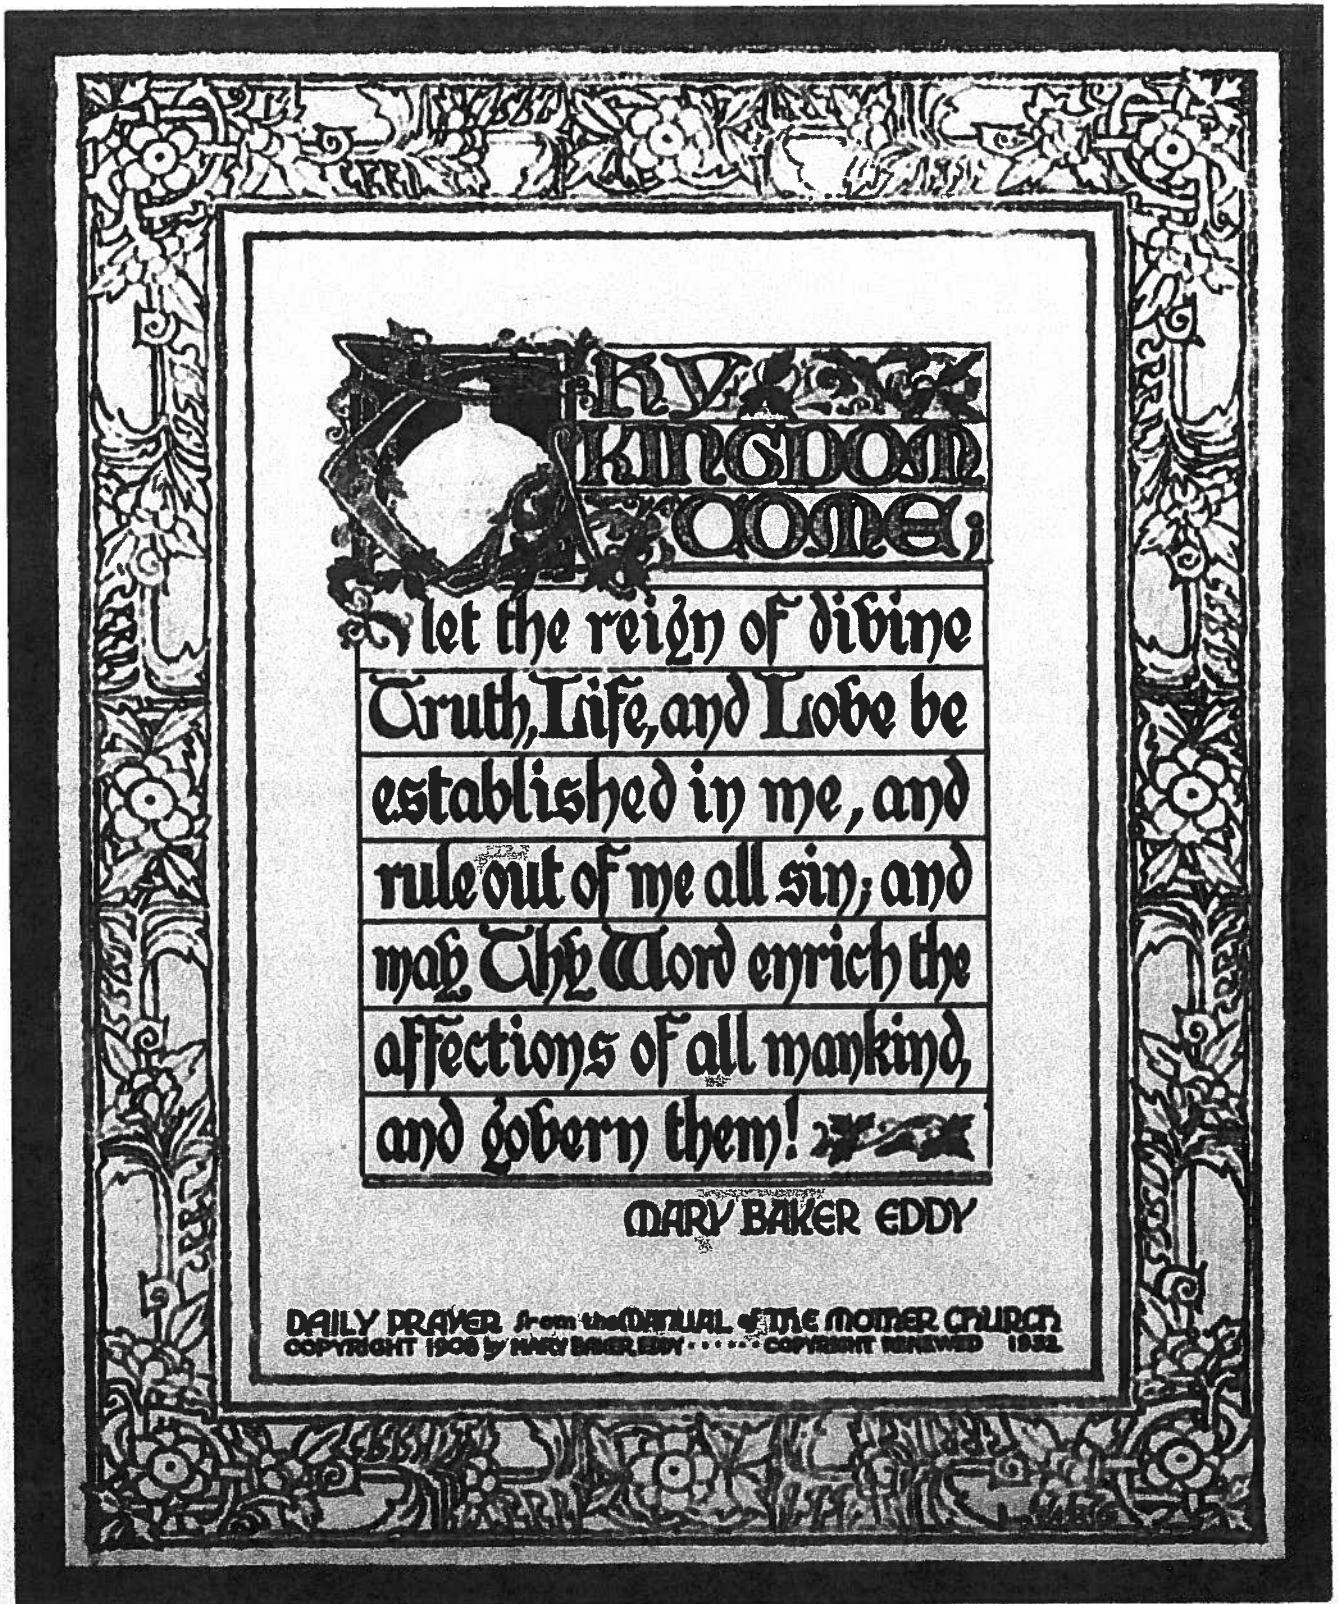 Thy
KINGDOM
COME;
let the reign of divine
Truth, Life, and Love be
established in me, and
rule out of me all sin; and
may Thy Word enrich the
affections of all mankind,
and govern them!
MARY BAKER EDDY
DAILY PRAYER from the MANUAL of THE MOTHER CHURCH
COPYRIGHT 1908 by MARY BAKER EDDY ······ COPYRIGHT RENEWED 1932